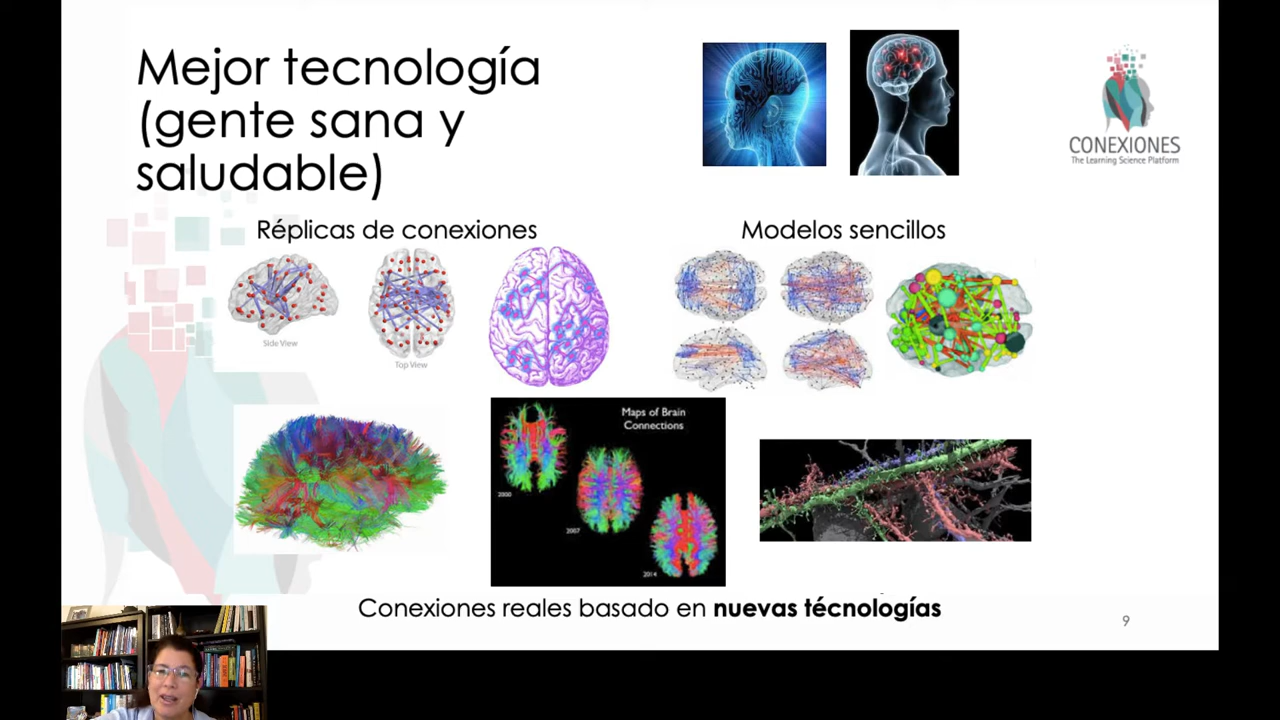 Mejor tecnología
(gente sana y
saludable)
CONEXIONES
The Learning Science Platform
Réplicas de conexiones
Modelos sencillos
Side View
Top View
Maps of Brain
Connections
2000
2007
2014
Conexiones reales basado en nuevas técnologías
9